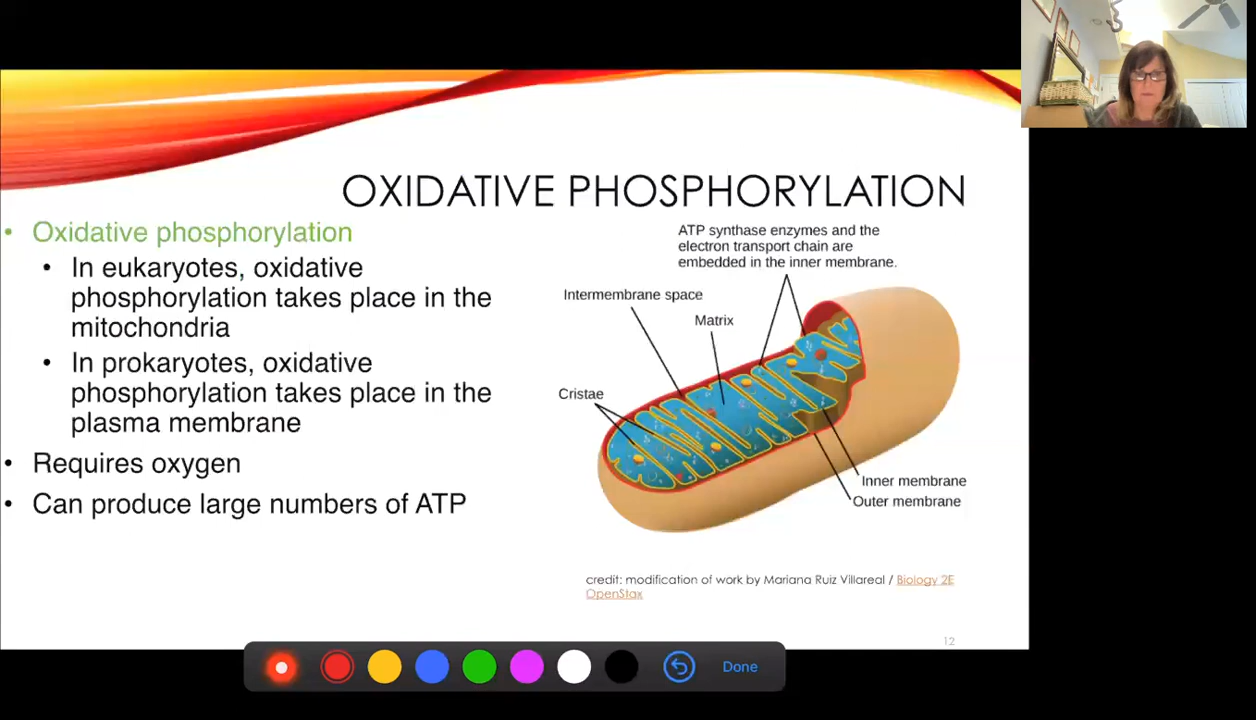 OXIDATIVE PHOSPHORYLATION
• Oxidative phosphorylation
• In eukaryotes, oxidative
phosphorylation takes place in the
mitochondria
• In prokaryotes, oxidative
phosphorylation takes place in the
plasma membrane
• Requires oxygen
• Can produce large numbers of ATP
ATP synthase enzymes and the
electron transport chain are
embedded in the inner membrane.
Intermembrane space
Matrix
Cristae
Inner membrane
Outer membrane
credit: modification of work by Mariana Ruiz Villareal / Biology 2E
OpenStax
12
Done